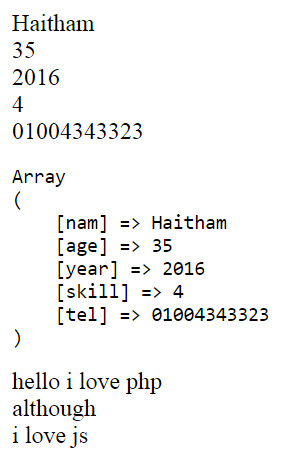 Haitham
35
2016
4
01004343323
Array
(
    [nam] => Haitham
    [age] => 35
    [year] => 2016
    [skill] => 4
    [tel] => 01004343323
)
hello i love php
although
i love js